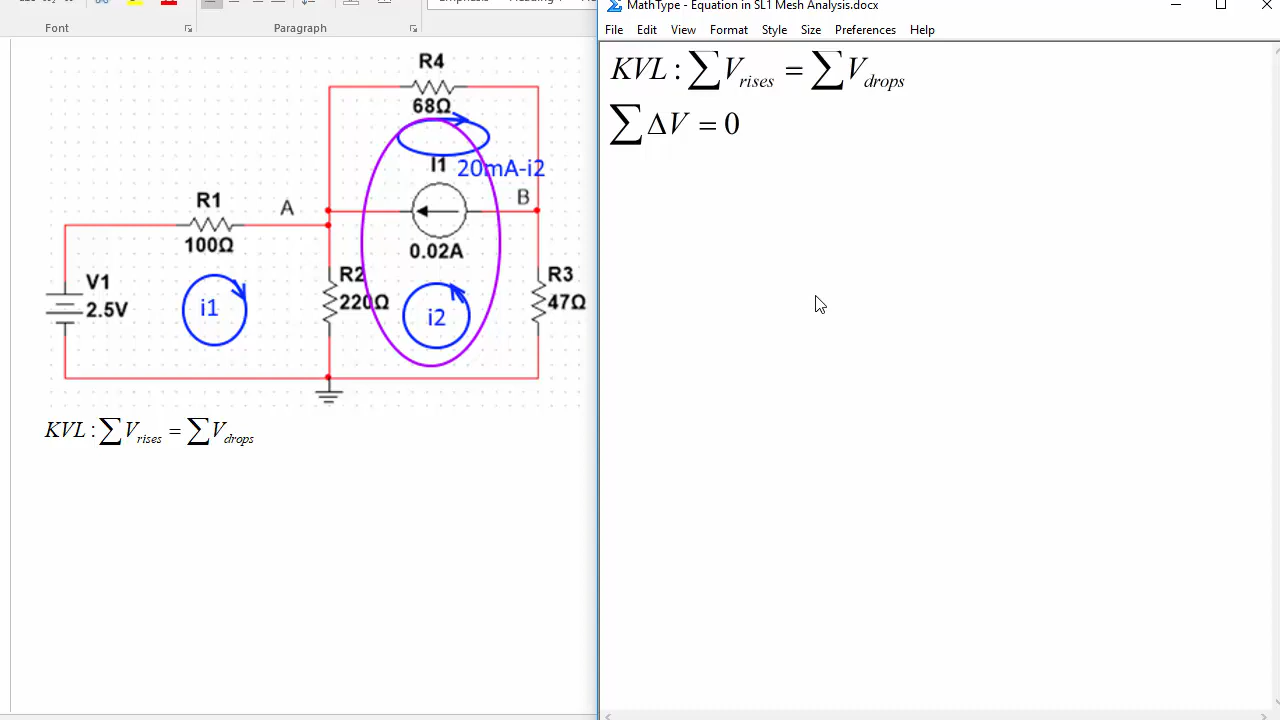 Font
Paragraph
R4
68Ω
I1
20mA-i2
B
R1
A
100Ω
0.02A
V1
2.5V
R2
220Ω
R3
47Ω
i1
i2
KVL : ∑ V_rises = ∑ V_drops
MathType - Equation in SL1 Mesh Analysis.docx
File Edit View Format Style Size Preferences Help
KVL : ∑ V_rises = ∑ V_drops
∑ ΔV = 0